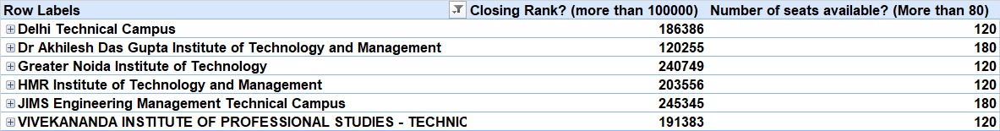 Row Labels Closing Rank? (more than 100000) Number of seats available? (More than 80)
Delhi Technical Campus 186386 120
Dr Akhilesh Das Gupta Institute of Technology and Management 120255 180
Greater Noida Institute of Technology 240749 120
HMR Institute of Technology and Management 203556 120
JIMS Engineering Management Technical Campus 245345 180
VIVEKANANDA INSTITUTE OF PROFESSIONAL STUDIES - TECHNIC 191383 120